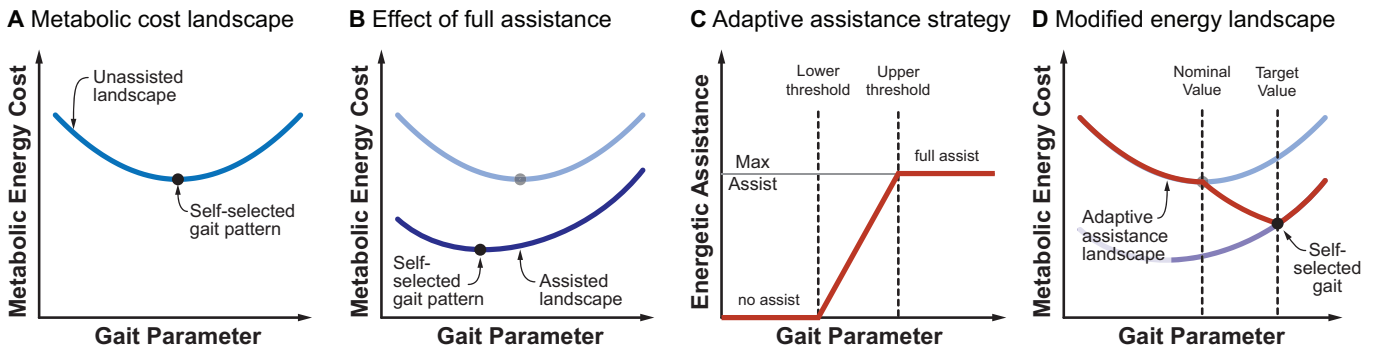 A Metabolic cost landscape
Metabolic Energy Cost
Unassisted
landscape
Self-selected
gait pattern
Gait Parameter
B Effect of full assistance
Metabolic Energy Cost
Self-
selected
gait pattern
Assisted
landscape
Gait Parameter
C Adaptive assistance strategy
Energetic Assistance
Lower
threshold
Upper
threshold
Max
Assist
full assist
no assist
Gait Parameter
D Modified energy landscape
Metabolic Energy Cost
Nominal
Value
Target
Value
Adaptive
assistance
landscape
Self-
selected
gait
Gait Parameter